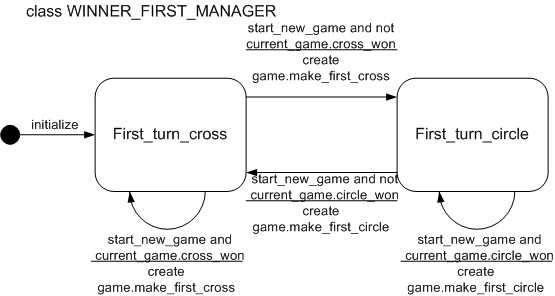 class WINNER_FIRST_MANAGER
start_new_game and not
current_game.cross_won
create
game.make_first_cross
initialize
First_turn_cross
First_turn_circle
start_new_game and not
current_game.circle_won
create
game.make_first_circle
start_new_game and
current_game.cross_won
create
game.make_first_cross
start_new_game and
current_game.circle_won
create
game.make_first_circle